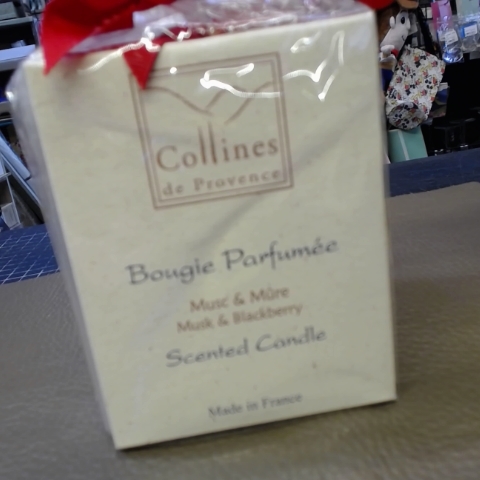 Collines
de Provence
Bougie Parfumée
Musc & Mûre
Musk & Blackberry
Scented Candle
Made in France